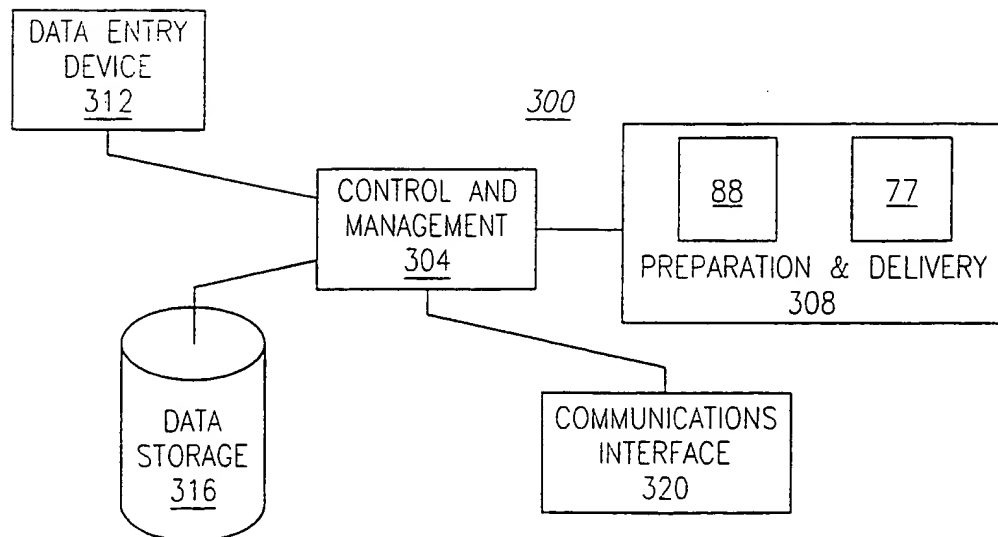 DATA ENTRY
DEVICE
312
300
CONTROL AND
MANAGEMENT
304
88
77
PREPARATION & DELIVERY
308
DATA
STORAGE
316
COMMUNICATIONS
INTERFACE
320